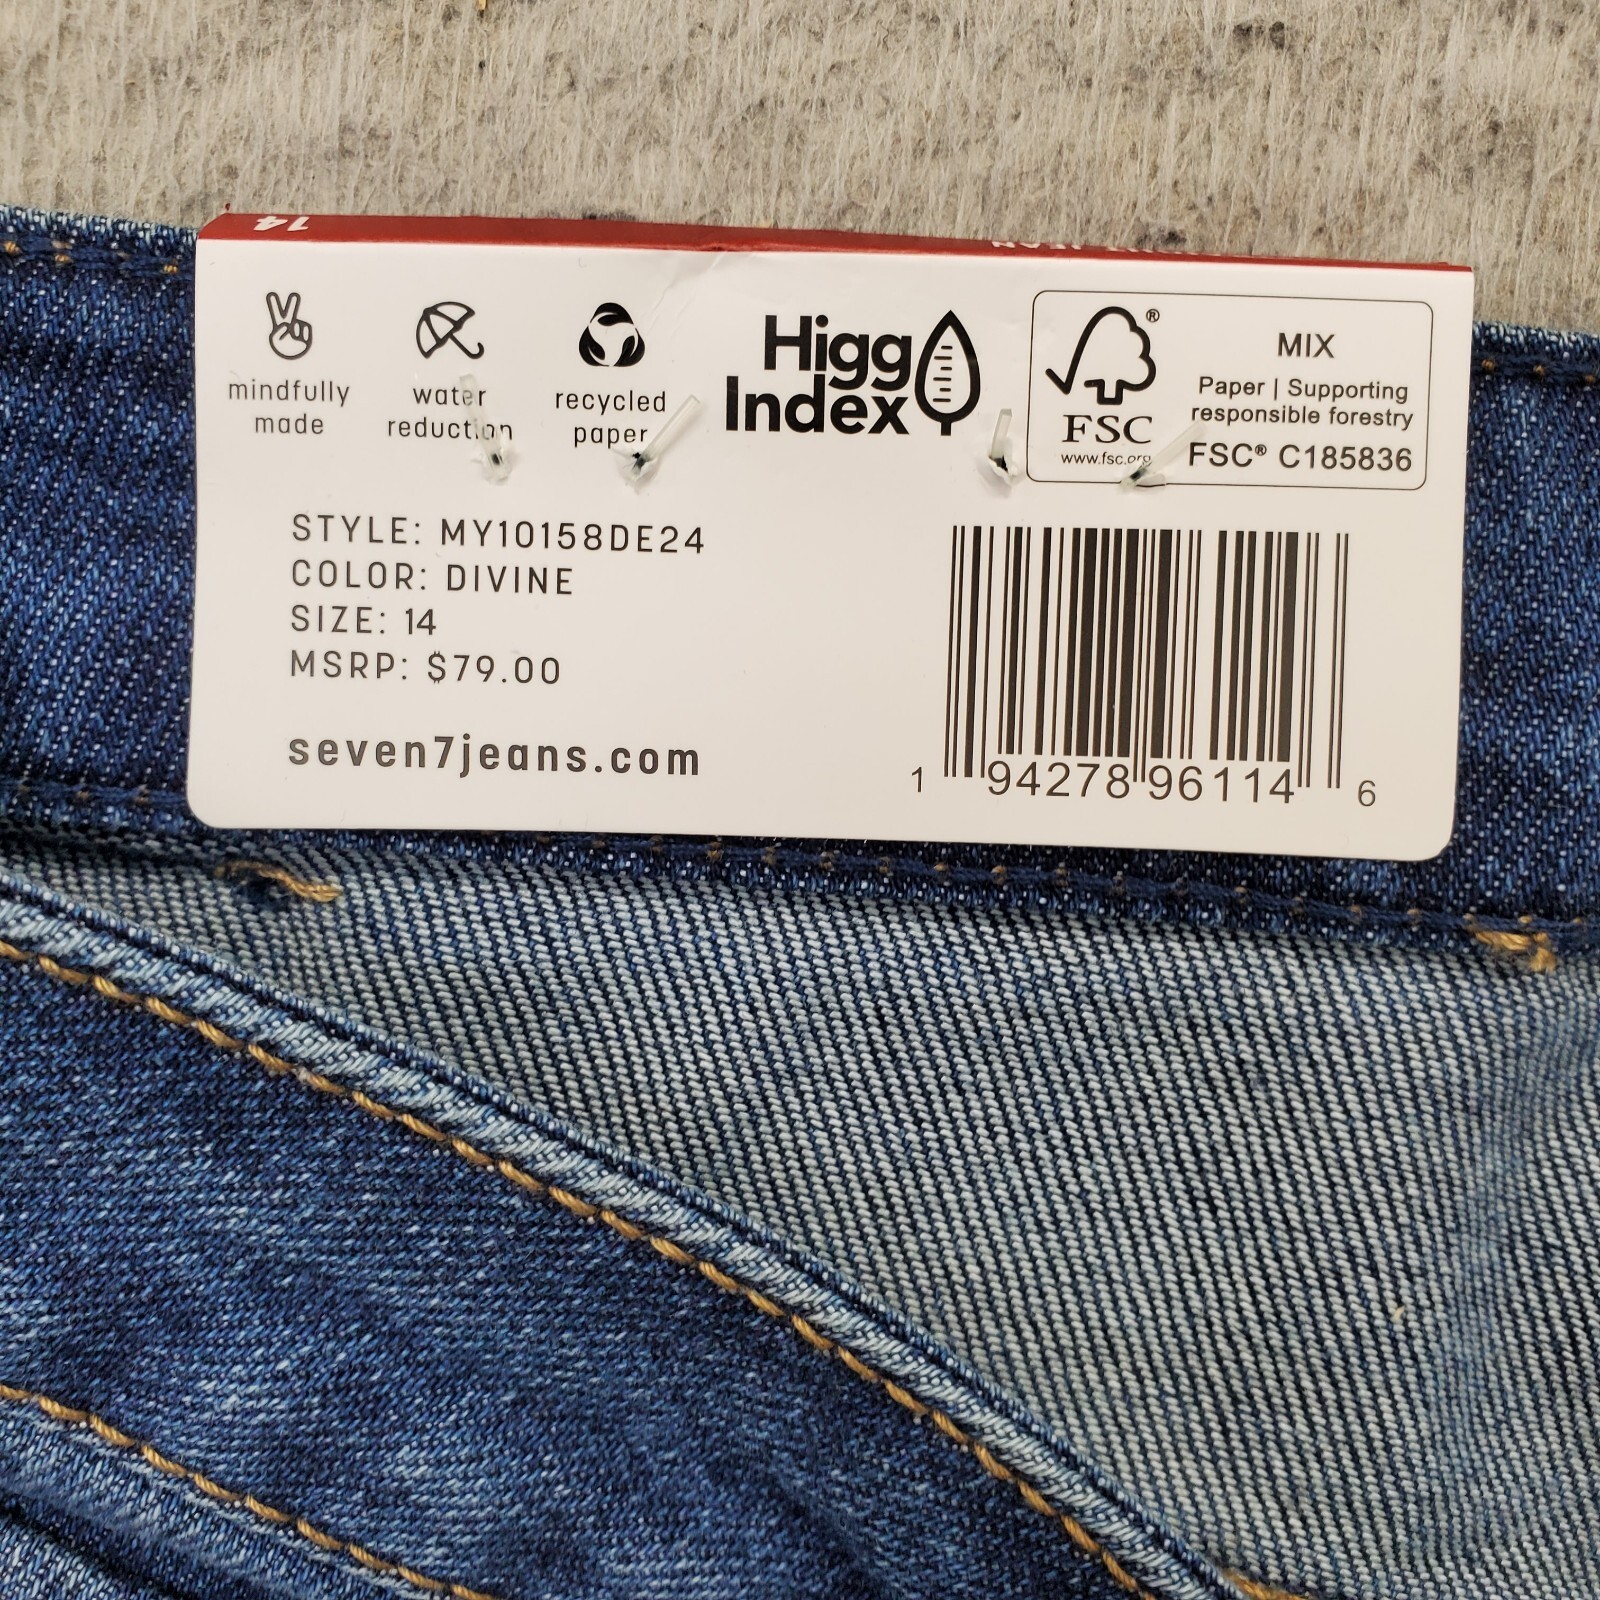 14
JEAN
mindfully
made
water
reduction
recycled
paper
Higg
Index
®
FSC
www.fsc.org
MIX
Paper | Supporting
responsible forestry
FSC® C185836
STYLE: MY10158DE24
COLOR: DIVINE
SIZE: 14
MSRP: $79.00
seven7jeans.com
1 94278 96114 6